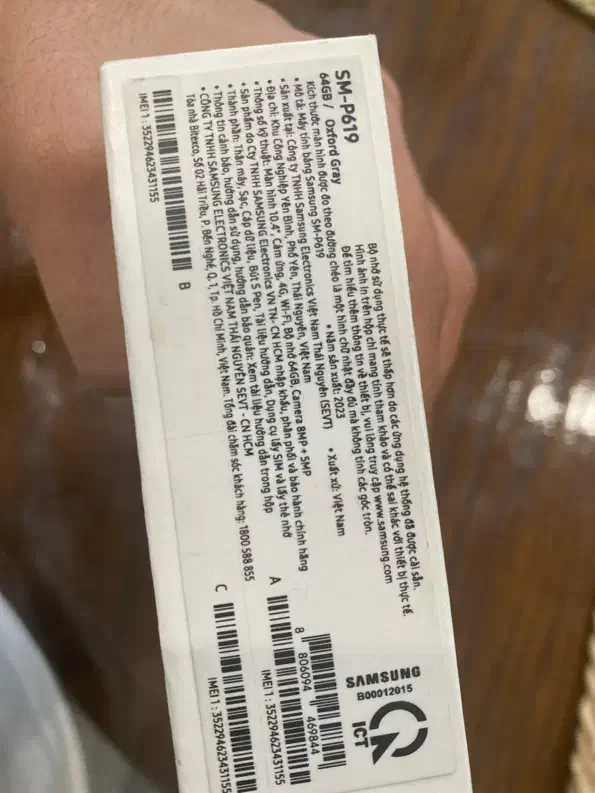 SM-P619
64GB / Oxford Gray
Kích thước màn hình được đo theo đường chéo là một hình chữ nhật đầy đủ mà không tính các góc tròn.
Bộ nhớ sử dụng thực tế sẽ thấp hơn do các ứng dụng hệ thống đã được cài sẵn.
Hình ảnh in trên hộp chỉ mang tính tham khảo và có thể sai khác với thiết bị thực tế.
Để tìm hiểu thêm thông tin về thiết bị, vui lòng truy cập www.samsung.com
• Mô tả: Máy tính bảng Samsung SM-P619 • Năm sản xuất: 2023 • Xuất xứ: Việt Nam
• Sản xuất tại: Công ty TNHH Samsung Electronics Việt Nam Thái Nguyên (SEVT)
• Địa chỉ: Khu Công Nghiệp Yên Bình, Phổ Yên, Thái Nguyên, Việt Nam
• Thông số kỹ thuật: Màn hình 10.4", Cảm ứng, 4G, Wi-Fi, Bộ nhớ 64GB, Camera 8MP + 5MP
• Sản phẩm do Cty TNHH SAMSUNG Electronics VN TN- CN HCM nhập khẩu, phân phối và bảo hành chính hãng
• Thành phần: Thân máy, Sạc, Cáp dữ liệu, Bút S Pen, Tài liệu hướng dẫn, Dụng cụ lấy SIM và lấy thẻ nhớ
• Thông tin cảnh báo, hướng dẫn sử dụng, hướng dẫn bảo quản: Xem tài liệu hướng dẫn trong hộp
• CÔNG TY TNHH SAMSUNG ELECTRONICS VIỆT NAM THÁI NGUYÊN SEVT - CN HCM
Tòa nhà Bitexco, Số 02 Hải Triều, P. Bến Nghé, Q. 1, Tp. Hồ Chí Minh, Việt Nam. Tổng đài chăm sóc khách hàng: 1800 588 855
IMEI 1 : 352294623431155
B
SAMSUNG
B00012015
ICT
8 806094 469844
A
IMEI 1 : 352294623431155
C
IMEI 1 : 352294623431155